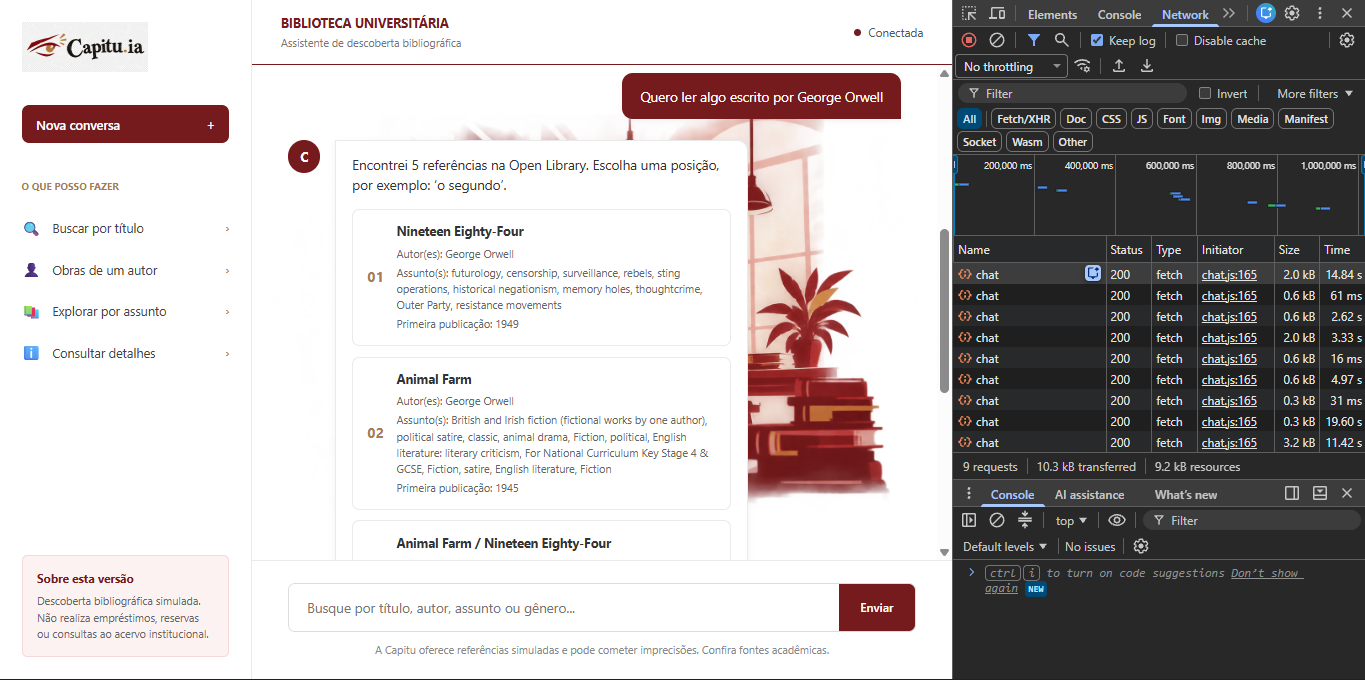 Capitu.ia
Nova conversa +
O QUE POSSO FAZER
Buscar por título ›
Obras de um autor ›
Explorar por assunto ›
Consultar detalhes ›
Sobre esta versão
Descoberta bibliográfica simulada.
Não realiza empréstimos, reservas
ou consultas ao acervo institucional.
BIBLIOTECA UNIVERSITÁRIA
Assistente de descoberta bibliográfica
Conectada
Quero ler algo escrito por George Orwell
C
Encontrei 5 referências na Open Library. Escolha uma posição,
por exemplo: ‘o segundo’.
01
Nineteen Eighty-Four
Autor(es): George Orwell
Assunto(s): futurology, censorship, surveillance, rebels, sting
operations, historical negationism, memory holes, thoughtcrime,
Outer Party, resistance movements
Primeira publicação: 1949
02
Animal Farm
Autor(es): George Orwell
Assunto(s): British and Irish fiction (fictional works by one author),
political satire, classic, animal drama, Fiction, political, English
literature: literary criticism, For National Curriculum Key Stage 4 &
GCSE, Fiction, satire, English literature, Fiction
Primeira publicação: 1945
Animal Farm / Nineteen Eighty-Four
Busque por título, autor, assunto ou gênero...
Enviar
A Capitu oferece referências simuladas e pode cometer imprecisões. Confira fontes acadêmicas.
Elements Console Network
Keep log Disable cache
No throttling
Filter Invert More filters
All Fetch/XHR Doc CSS JS Font Img Media Manifest
Socket Wasm Other
200,000 ms 400,000 ms 600,000 ms 800,000 ms 1,000,000 ms
Name Status Type Initiator Size Time
chat 200 fetch chat.js:165 2.0 kB 14.84 s
chat 200 fetch chat.js:165 0.6 kB 61 ms
chat 200 fetch chat.js:165 0.6 kB 2.62 s
chat 200 fetch chat.js:165 2.0 kB 3.33 s
chat 200 fetch chat.js:165 0.6 kB 16 ms
chat 200 fetch chat.js:165 0.6 kB 4.97 s
chat 200 fetch chat.js:165 0.3 kB 31 ms
chat 200 fetch chat.js:165 0.3 kB 19.60 s
chat 200 fetch chat.js:165 3.2 kB 11.42 s
9 requests 10.3 kB transferred 9.2 kB resources
Console AI assistance What's new
top Filter
Default levels No issues
ctrl i to turn on code suggestions Don't show
again NEW